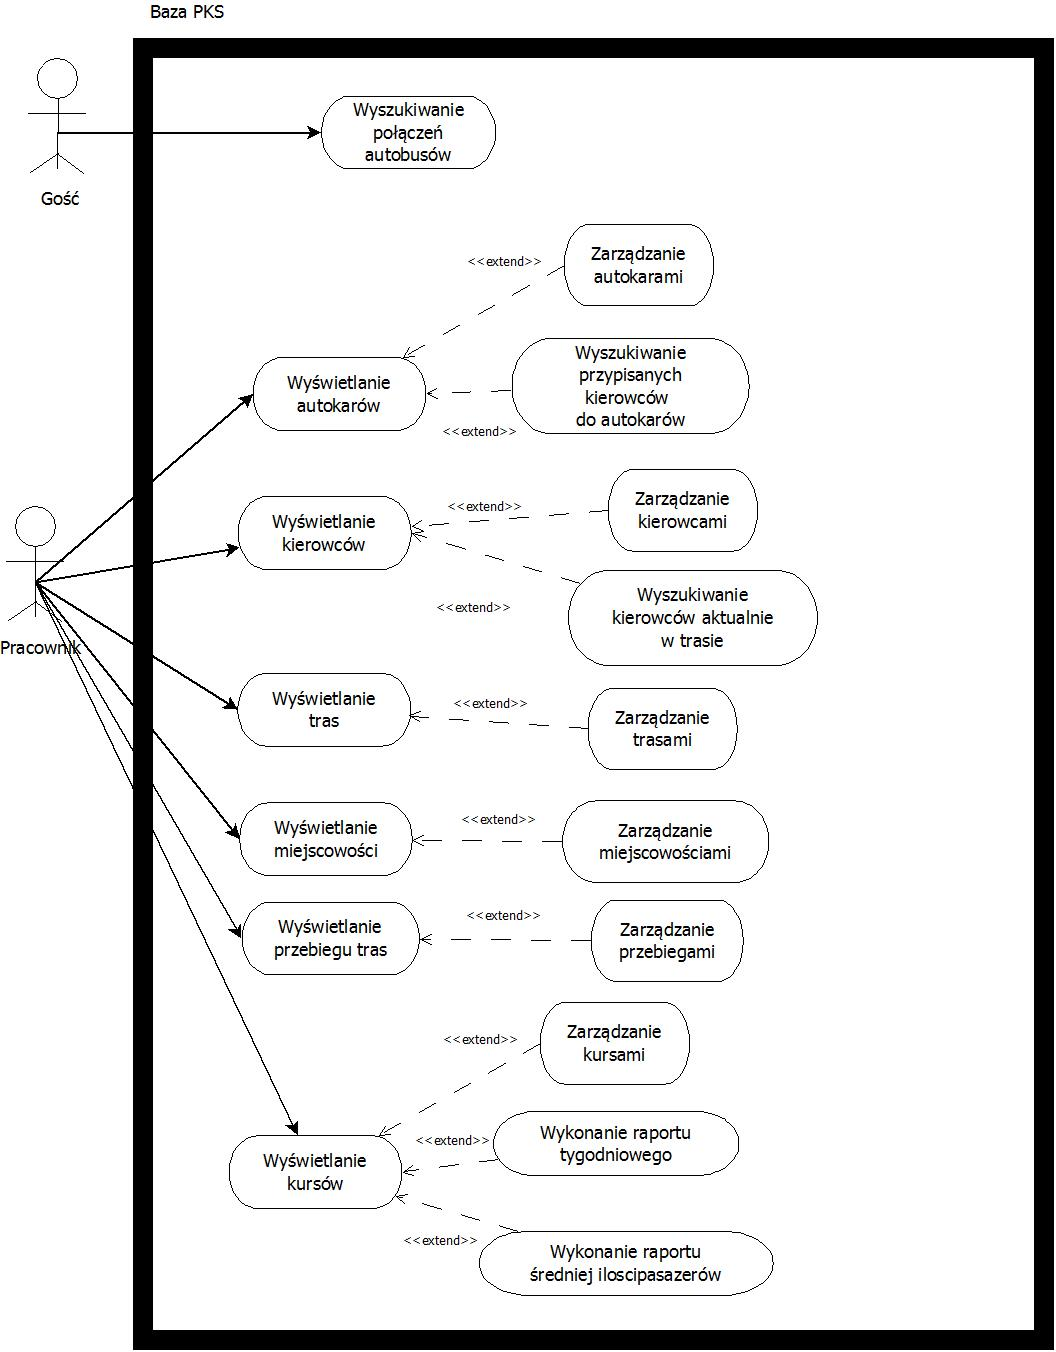 Baza PKS
Gość
Wyszukiwanie
połączeń
autobusów
<<extend>>
Zarządzanie
autokarami
Wyświetlanie
autokarów
Wyszukiwanie
przypisanych
kierowców
do autokarów
<<extend>>
Wyświetlanie
kierowców
<<extend>>
Zarządzanie
kierowcami
<<extend>>
Wyszukiwanie
kierowców aktualnie
w trasie
Pracownik
Wyświetlanie
tras
<<extend>>
Zarządzanie
trasami
Wyświetlanie
miejscowości
<<extend>>
Zarządzanie
miejscowościami
Wyświetlanie
przebiegu tras
<<extend>>
Zarządzanie
przebiegami
<<extend>>
Zarządzanie
kursami
Wyświetlanie
kursów
<<extend>>
Wykonanie raportu
tygodniowego
<<extend>>
Wykonanie raportu
średniej iloscipasazerów